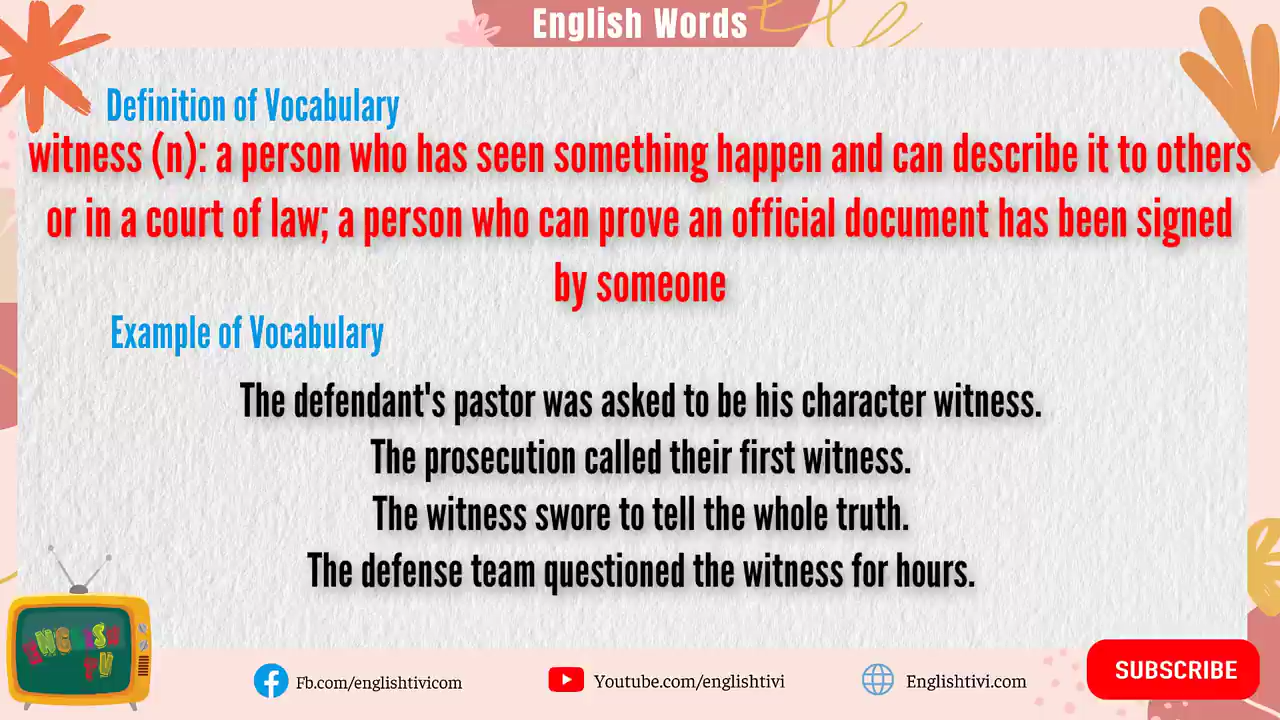 English Words
Definition of Vocabulary
witness (n): a person who has seen something happen and can describe it to others
or in a court of law; a person who can prove an official document has been signed
by someone
Example of Vocabulary
The defendant's pastor was asked to be his character witness.
The prosecution called their first witness.
The witness swore to tell the whole truth.
The defense team questioned the witness for hours.
ENGLISH
TV
Fb.com/englishtivicom
Youtube.com/englishtivi
Englishtivi.com
SUBSCRIBE